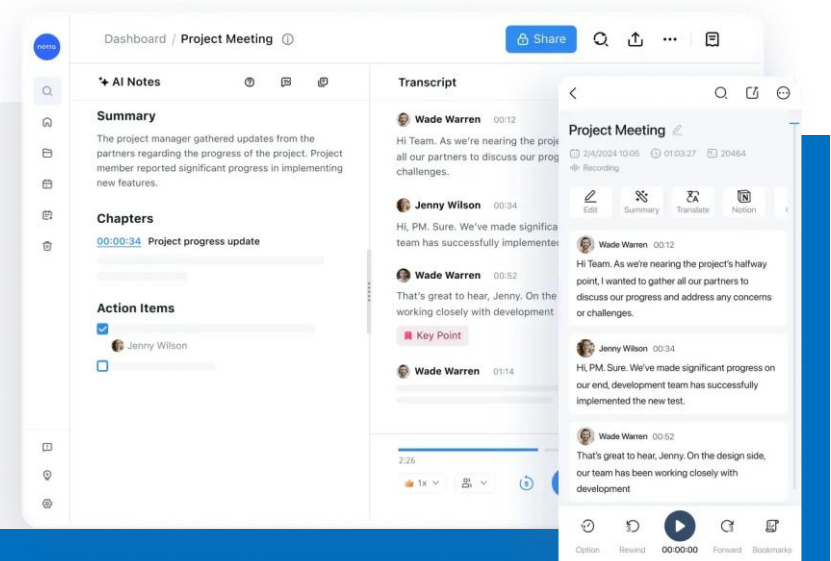 notta
Dashboard / Project Meeting
Share
AI Notes
Summary
The project manager gathered updates from the
partners regarding the progress of the project. Project
member reported significant progress in implementing
new features.
Chapters
00:00:34 Project progress update
Action Items
Jenny Wilson
Transcript
Wade Warren 00:12
Hi Team. As we're nearing the proje
all our partners to discuss our prog
challenges.
Jenny Wilson 00:34
Hi, PM. Sure. We've made significa
team has successfully implemente
Wade Warren 00:52
That's great to hear, Jenny. On the
working closely with development
Key Point
Wade Warren 01:14
2:26
1x
5
Project Meeting
2/4/2024 10:05 01:03:27 20464
Recording
Edit Summary Translate Notion
Wade Warren 00:12
Hi Team. As we're nearing the project's halfway
point, I wanted to gather all our partners to
discuss our progress and address any concerns
or challenges.
Jenny Wilson 00:34
Hi, PM. Sure. We've made significant progress on
our end, development team has successfully
implemented the new test.
Wade Warren 00:52
That's great to hear, Jenny. On the design side,
our team has been working closely with
development
Option Rewind 00:00:00 Forward Bookmarks